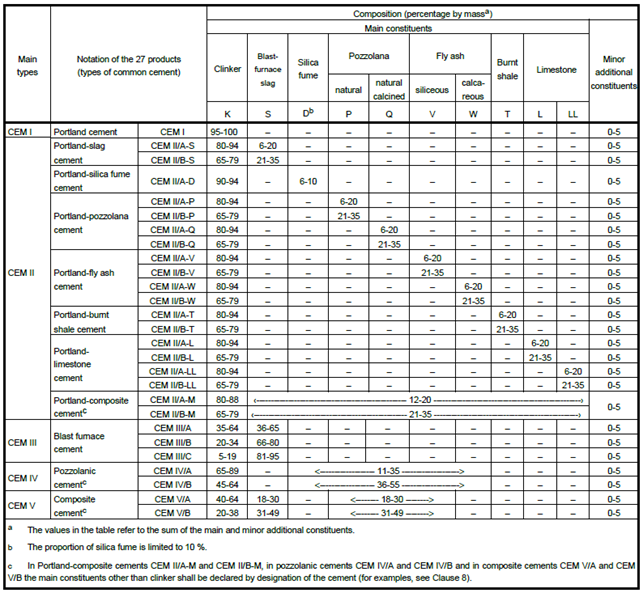 Composition (percentage by massa)
Main constituents
Main types
Notation of the 27 products (types of common cement)
Clinker
Blast-furnace slag
Silica fume
Pozzolana
Fly ash
Burnt shale
Limestone
Minor additional constituents
natural
natural calcined
siliceous
calca-reous
K S Db P Q V W T L LL
CEM I Portland cement CEM I 95-100 – – – – – – – – – 0-5
CEM II
Portland-slag cement
CEM II/A-S 80-94 6-20 – – – – – – – – 0-5
CEM II/B-S 65-79 21-35 – – – – – – – – 0-5
Portland-silica fume cement
CEM II/A-D 90-94 – 6-10 – – – – – – – 0-5
Portland-pozzolana cement
CEM II/A-P 80-94 – – 6-20 – – – – – – 0-5
CEM II/B-P 65-79 – – 21-35 – – – – – – 0-5
CEM II/A-Q 80-94 – – – 6-20 – – – – – 0-5
CEM II/B-Q 65-79 – – – 21-35 – – – – – 0-5
Portland-fly ash cement
CEM II/A-V 80-94 – – – – 6-20 – – – – 0-5
CEM II/B-V 65-79 – – – – 21-35 – – – – 0-5
CEM II/A-W 80-94 – – – – – 6-20 – – – 0-5
CEM II/B-W 65-79 – – – – – 21-35 – – – 0-5
Portland-burnt shale cement
CEM II/A-T 80-94 – – – – – – 6-20 – – 0-5
CEM II/B-T 65-79 – – – – – – 21-35 – – 0-5
Portland-limestone cement
CEM II/A-L 80-94 – – – – – – – 6-20 – 0-5
CEM II/B-L 65-79 – – – – – – – 21-35 – 0-5
CEM II/A-LL 80-94 – – – – – – – – 6-20 0-5
CEM II/B-LL 65-79 – – – – – – – – 21-35 0-5
Portland-composite cementc
CEM II/A-M 80-88 12-20
CEM II/B-M 65-79 21-35
0-5
CEM III
Blast furnace cement
CEM III/A 35-64 36-65 – – – – – – – – 0-5
CEM III/B 20-34 66-80 – – – – – – – – 0-5
CEM III/C 5-19 81-95 – – – – – – – – 0-5
CEM IV
Pozzolanic cementc
CEM IV/A 65-89 – 11-35 – – – 0-5
CEM IV/B 45-64 – 36-55 – – – 0-5
CEM V
Composite cementc
CEM V/A 40-64 18-30 – 18-30 – – – – 0-5
CEM V/B 20-38 31-49 – 31-49 – – – – 0-5
a The values in the table refer to the sum of the main and minor additional constituents.
b The proportion of silica fume is limited to 10 %.
c In Portland-composite cements CEM II/A-M and CEM II/B-M, in pozzolanic cements CEM IV/A and CEM IV/B and in composite cements CEM V/A and CEM
V/B the main constituents other than clinker shall be declared by designation of the cement (for examples, see Clause 8).